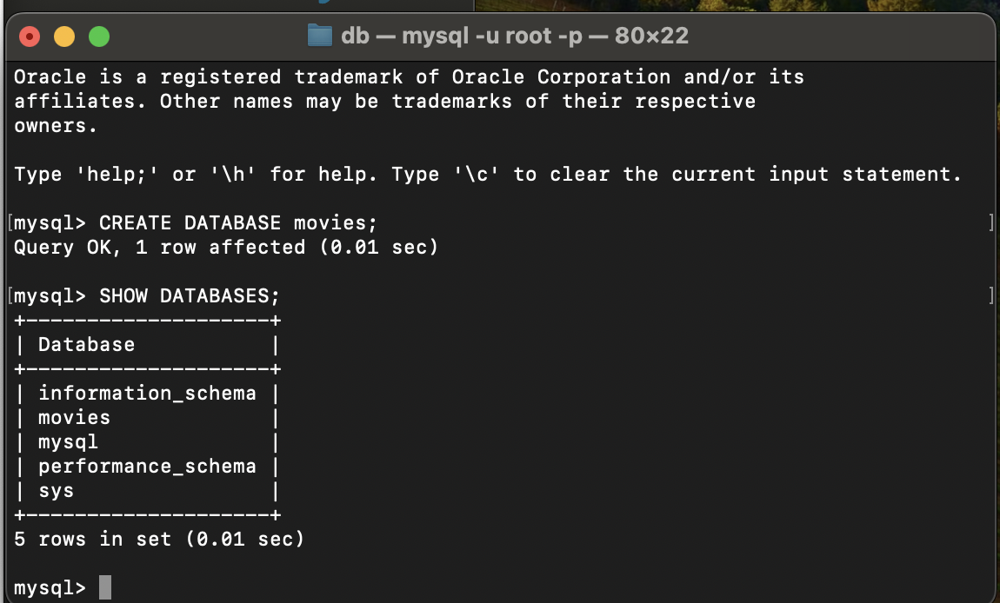 db — mysql -u root -p — 80×22
Oracle is a registered trademark of Oracle Corporation and/or its
affiliates. Other names may be trademarks of their respective
owners.
Type 'help;' or '\h' for help. Type '\c' to clear the current input statement.
[mysql> CREATE DATABASE movies; ]
Query OK, 1 row affected (0.01 sec)
[mysql> SHOW DATABASES; ]
+--------------------+
| Database           |
+--------------------+
| information_schema |
| movies             |
| mysql              |
| performance_schema |
| sys                |
+--------------------+
5 rows in set (0.01 sec)
mysql>